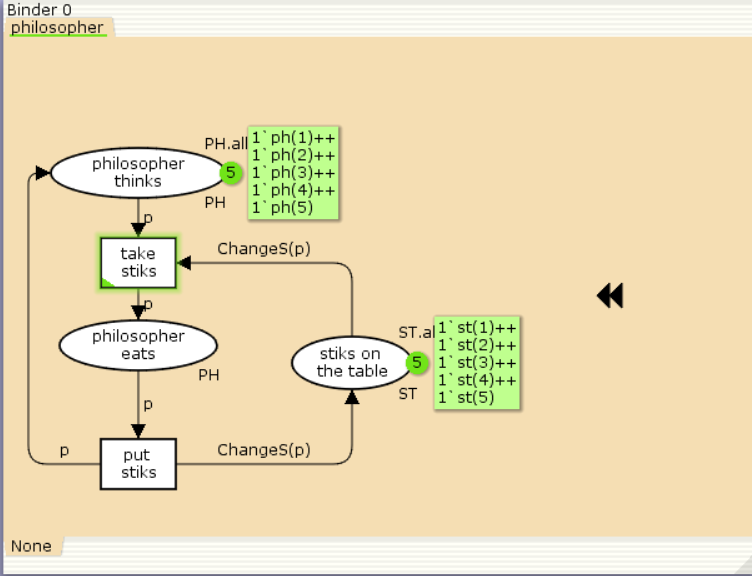 Binder 0
philosopher
PH.all
1`ph(1)++
1`ph(2)++
1`ph(3)++
1`ph(4)++
1`ph(5)
philosopher
thinks
5
PH
p
take
stiks
ChangeS(p)
p
philosopher
eats
PH
ST.al
1`st(1)++
1`st(2)++
1`st(3)++
1`st(4)++
1`st(5)
stiks on
the table
5
ST
p
p
put
stiks
ChangeS(p)
None